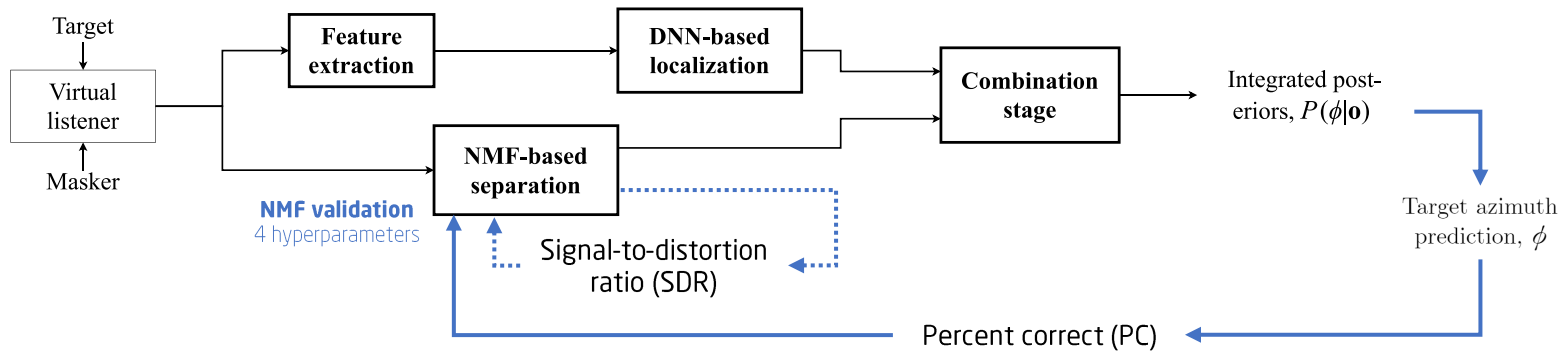 Target
Virtual
listener
Masker
Feature
extraction
DNN-based
localization
NMF-based
separation
NMF validation
4 hyperparameters
Signal-to-distortion
ratio (SDR)
Combination
stage
Integrated post-
eriors, P(ϕ|o)
Target azimuth
prediction, ϕ
Percent correct (PC)